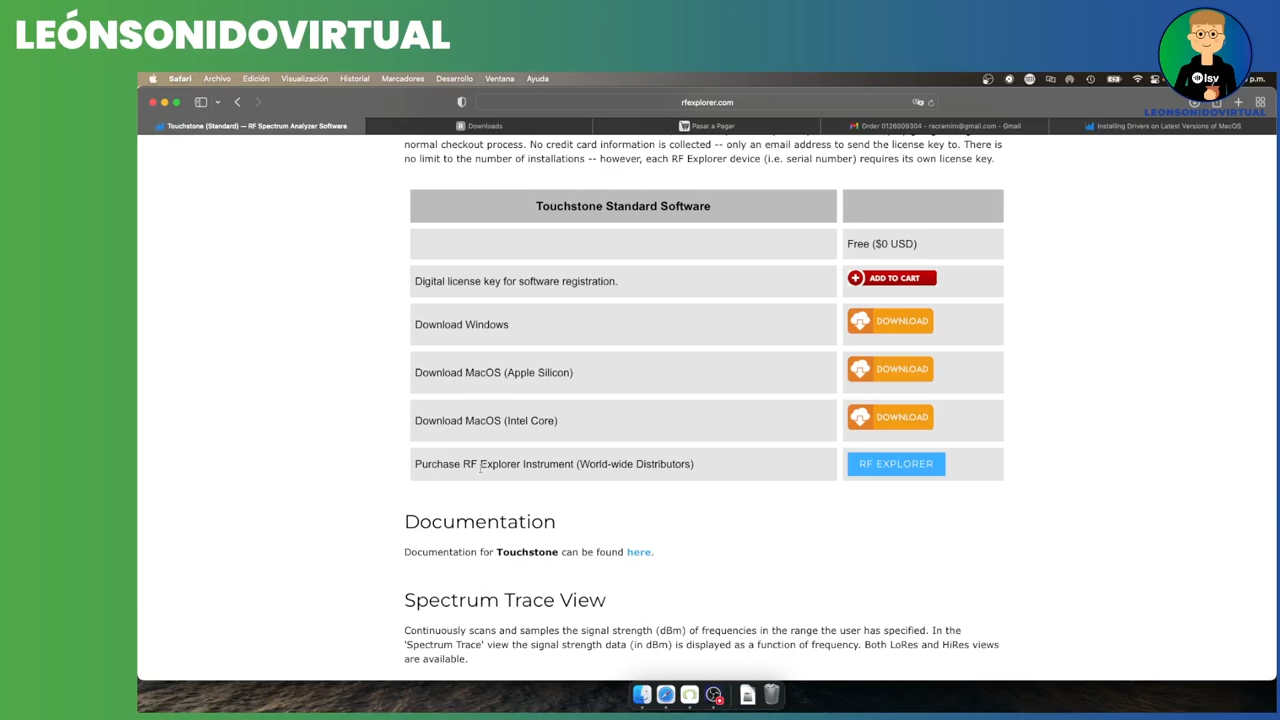 LEÓNSONIDOVIRTUAL
lsv
LEONSONIDOVIRTUAL
Safari Archivo Edición Visualización Historial Marcadores Desarrollo Ventana Ayuda
p.m.
rfexplorer.com
Touchstone (Standard) — RF Spectrum Analyzer Software
Downloads
Pasar a Pagar
Order 0126009304 - racramiro@gmail.com - Gmail
Installing Drivers on Latest Versions of MacOS
normal checkout process. No credit card information is collected -- only an email address to send the license key to. There is
no limit to the number of installations -- however, each RF Explorer device (i.e. serial number) requires its own license key.
Touchstone Standard Software
Free ($0 USD)
Digital license key for software registration. ADD TO CART
Download Windows DOWNLOAD
Download MacOS (Apple Silicon) DOWNLOAD
Download MacOS (Intel Core) DOWNLOAD
Purchase RF Explorer Instrument (World-wide Distributors) RF EXPLORER
Documentation
Documentation for Touchstone can be found here.
Spectrum Trace View
Continuously scans and samples the signal strength (dBm) of frequencies in the range the user has specified. In the
'Spectrum Trace' view the signal strength data (in dBm) is displayed as a function of frequency. Both LoRes and HiRes views
are available.